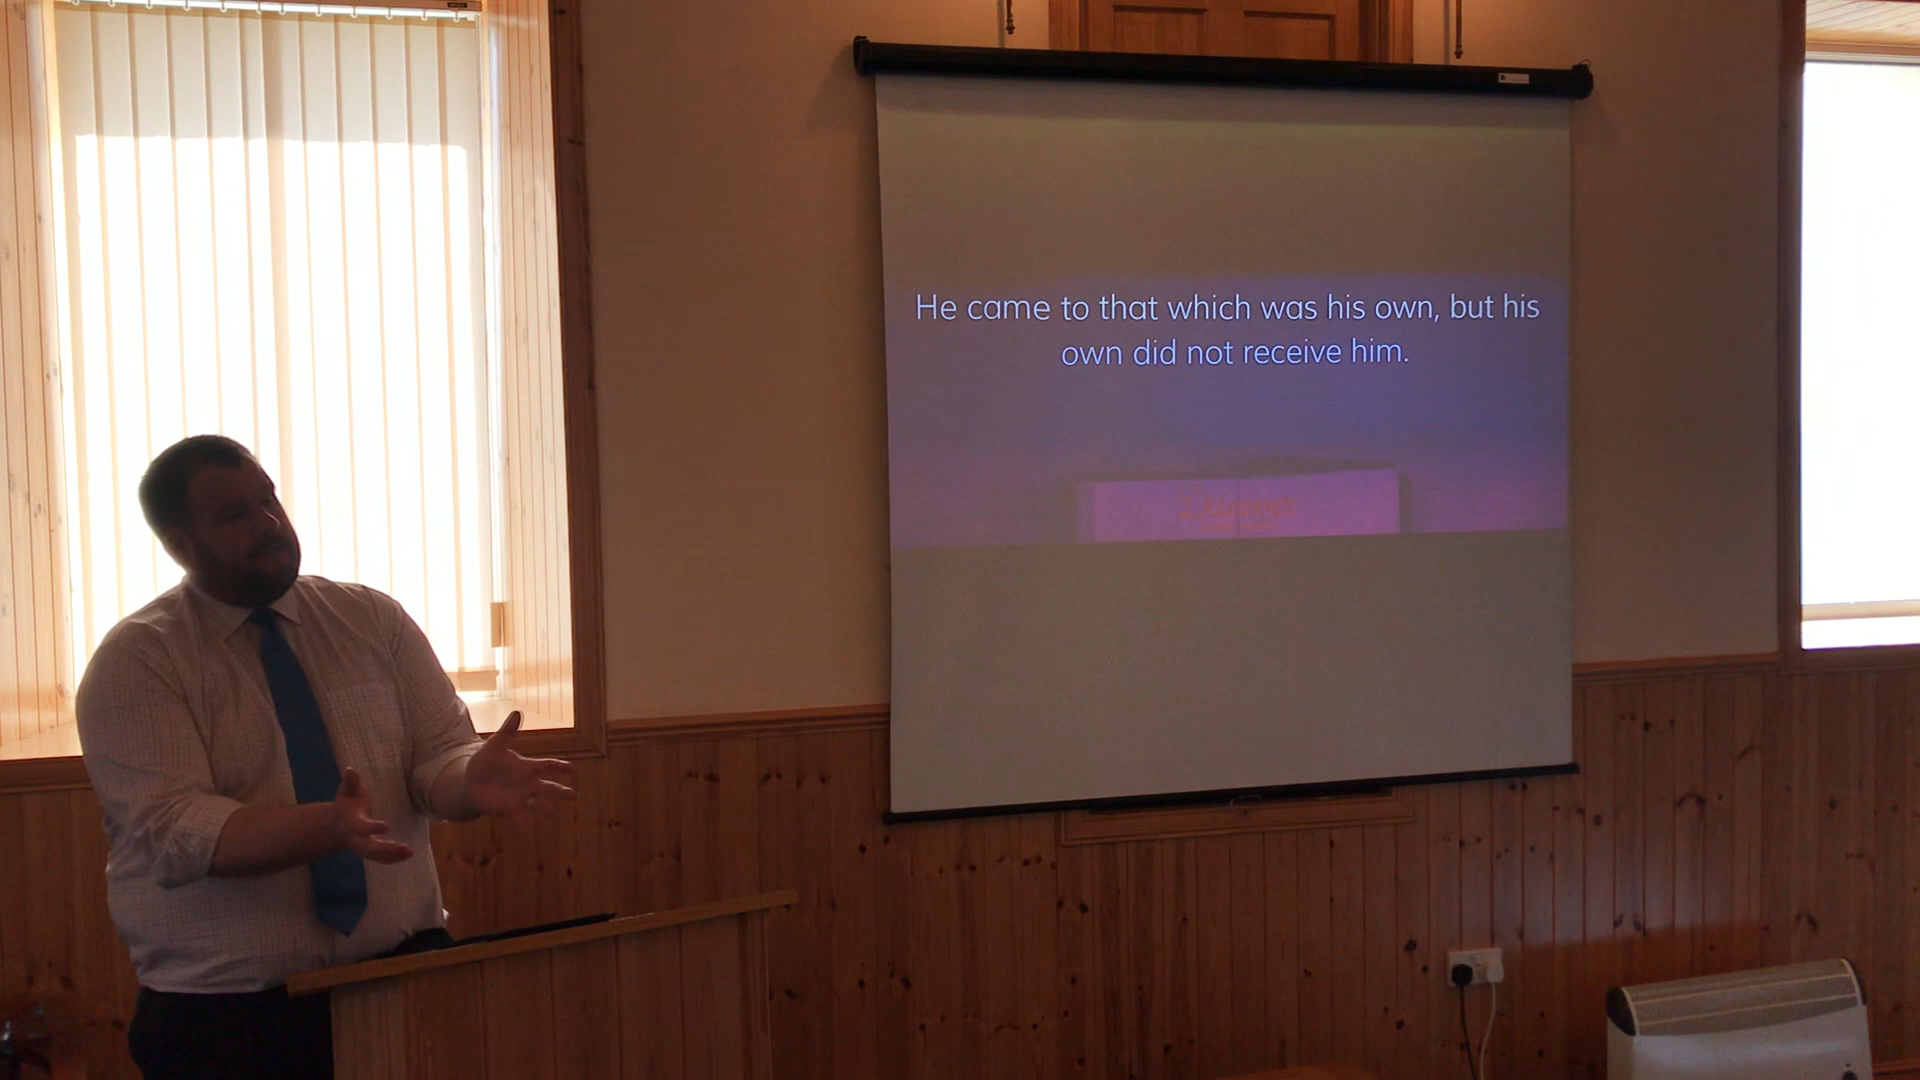 He came to that which was his own, but his
own did not receive him.